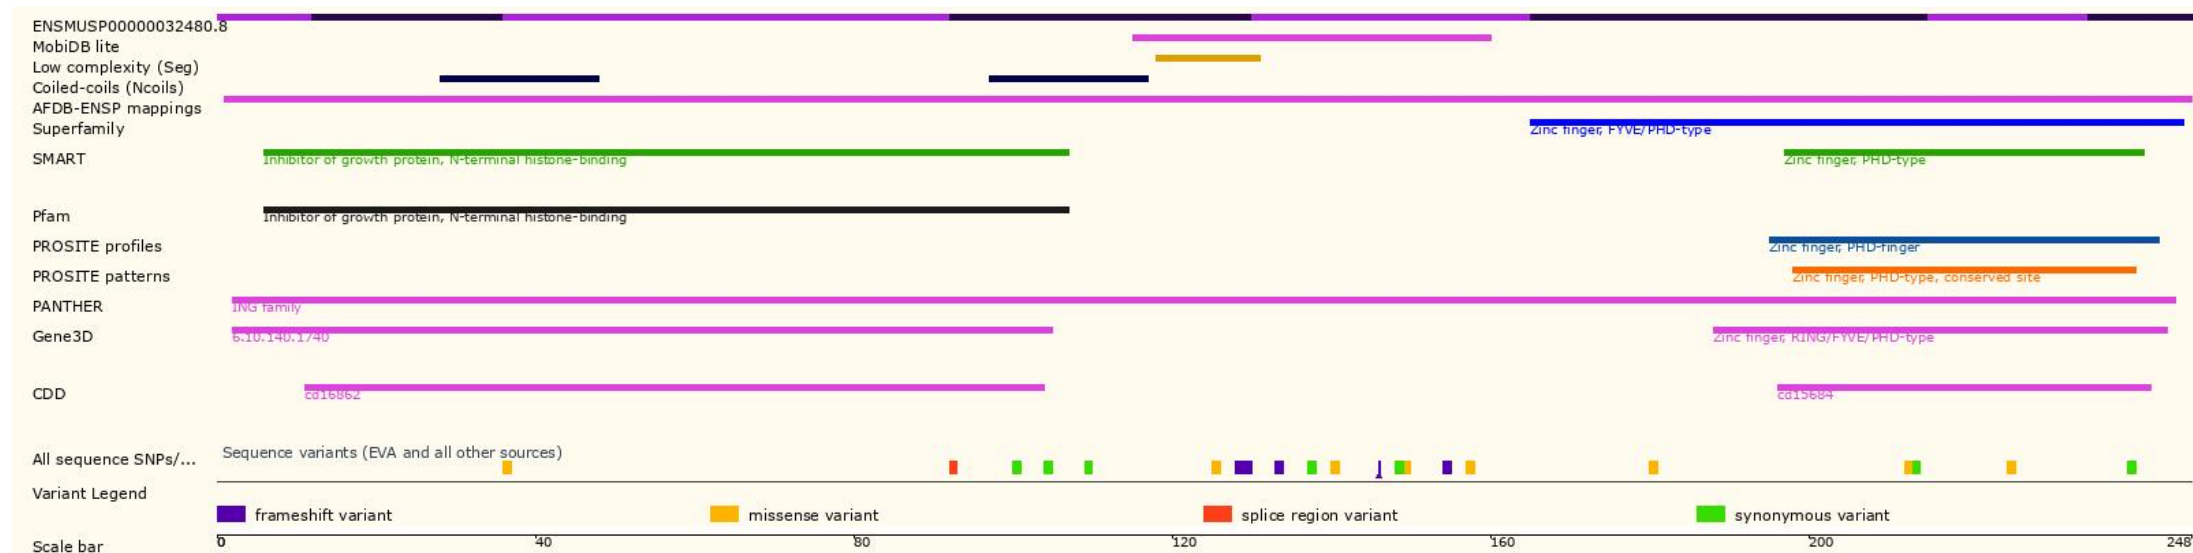 ENSMUSP00000032480.8
MobiDB lite
Low complexity (Seg)
Coiled-coils (Ncoils)
AFDB-ENSP mappings
Superfamily
Zinc finger, FYVE/PHD-type
SMART
Inhibitor of growth protein, N-terminal histone-binding
Zinc finger, PHD-type
Pfam
Inhibitor of growth protein, N-terminal histone-binding
PROSITE profiles
Zinc finger, PHD-finger
PROSITE patterns
Zinc finger, PHD-type, conserved site
PANTHER
ING family
Gene3D
6.10.140.1740
Zinc finger, RING/FYVE/PHD-type
CDD
cd16862
cd15684
All sequence SNPs/...
Sequence variants (EVA and all other sources)
Variant Legend
frameshift variant
missense variant
splice region variant
synonymous variant
Scale bar
0
40
80
120
160
200
248